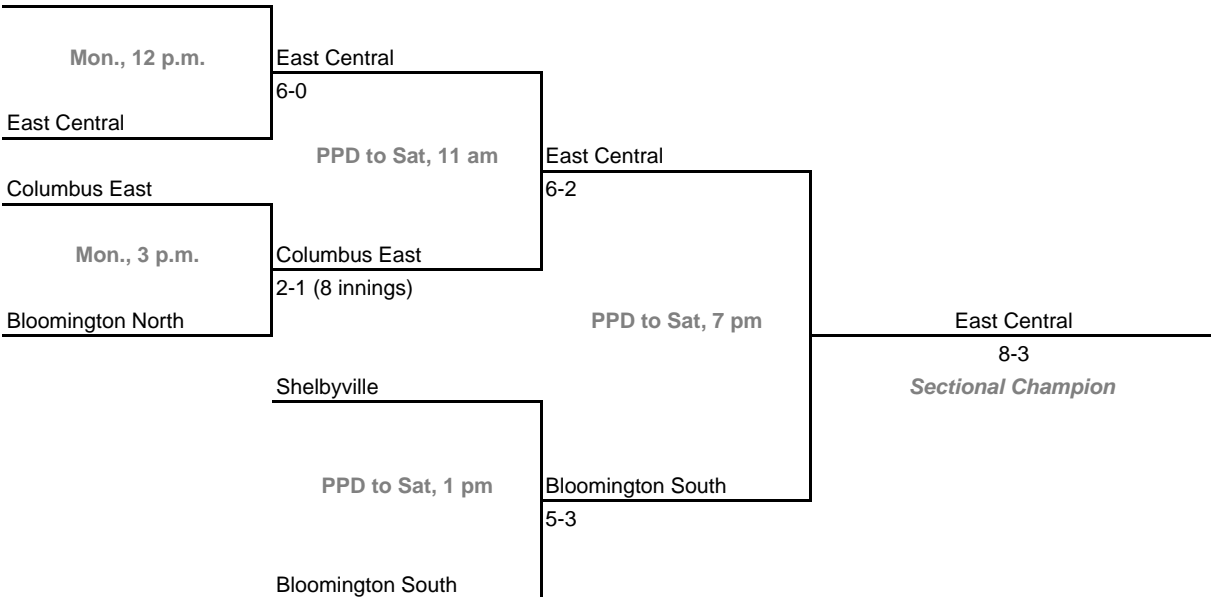 Mon., 12 p.m.
East Central
6-0
East Central
PPD to Sat, 11 am
East Central
Columbus East
6-2
Mon., 3 p.m.
Columbus East
2-1 (8 innings)
Bloomington North
PPD to Sat, 7 pm
East Central
8-3
Shelbyville
Sectional Champion
PPD to Sat, 1 pm
Bloomington South
5-3
Bloomington South